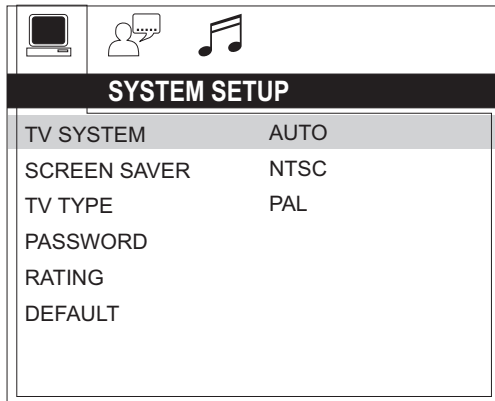 SYSTEM SETUP
TV SYSTEM AUTO
SCREEN SAVER NTSC
TV TYPE PAL
PASSWORD
RATING
DEFAULT